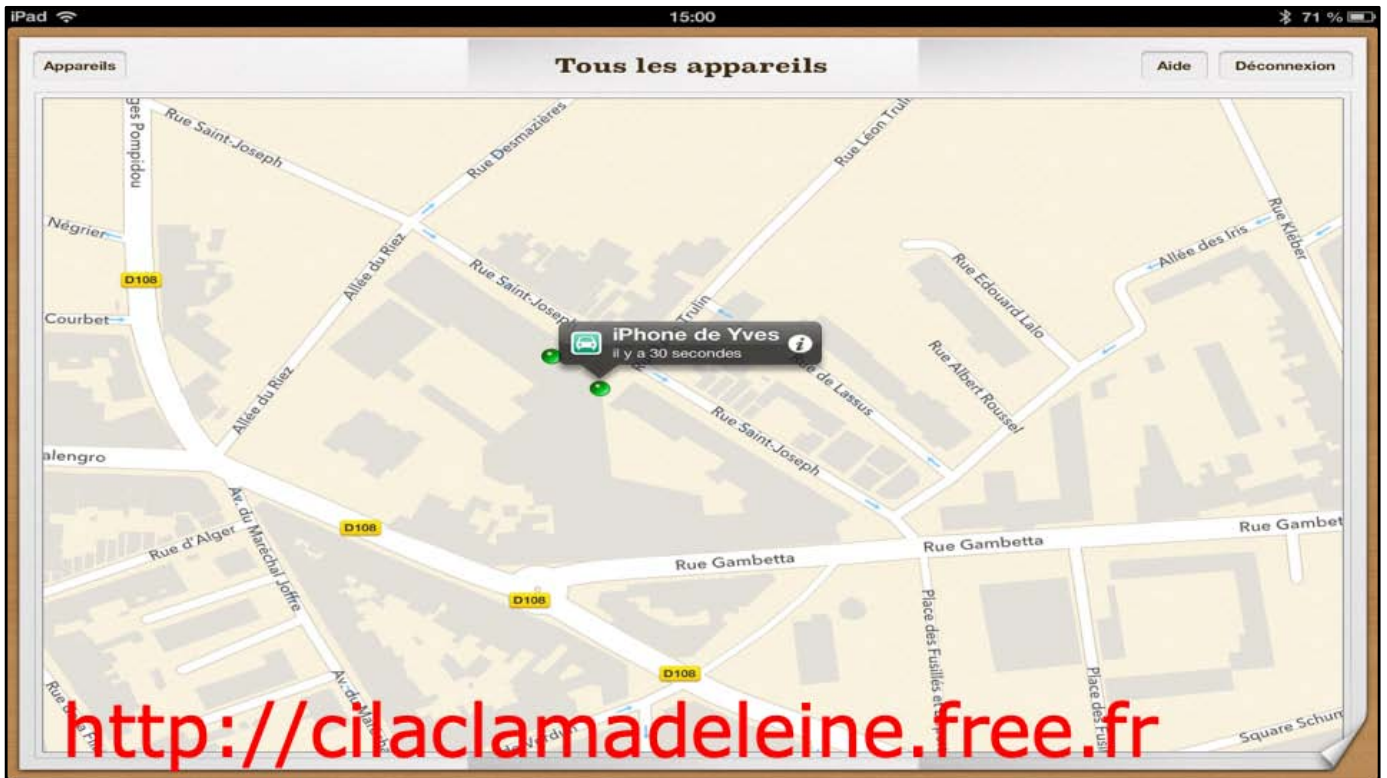 iPad
15:00
71 %
Appareils
Tous les appareils
Aide
Déconnexion
ges Pompidou
Rue Saint-Joseph
Rue Desmazières
Rue Léon Trulin
Négrier
Rue Kléber
Allée des Iris
D108
Allée du Riez
Rue Saint-Joseph
Rue Edouard Lalo
Courbet
Trulin
iPhone de Yves
il y a 30 secondes
Rue de Lassus
Rue Albert Roussel
Allée du Riez
Rue Saint-Joseph
alengro
Av. du Maréchal Joffre
D108
Rue d'Alger
Rue Gambetta
Rue Gambetta
Rue Gambet
D108
Place des Fusillés et
D108
Place des Fusil
Square Schum
http://cilaclamadeleine.free.fr